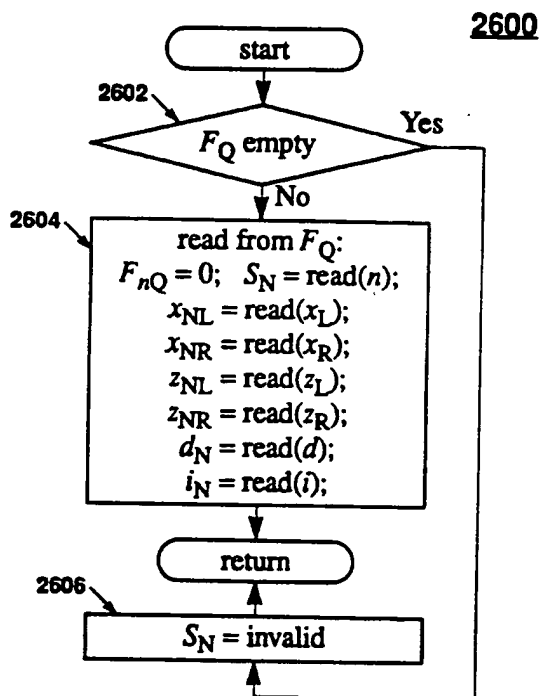 2600
start
2602
F_Q empty
Yes
No
2604
read from F_Q:
F_nQ = 0; S_N = read(n);
x_NL = read(x_L);
x_NR = read(x_R);
z_NL = read(z_L);
z_NR = read(z_R);
d_N = read(d);
i_N = read(i);
return
2606
S_N = invalid